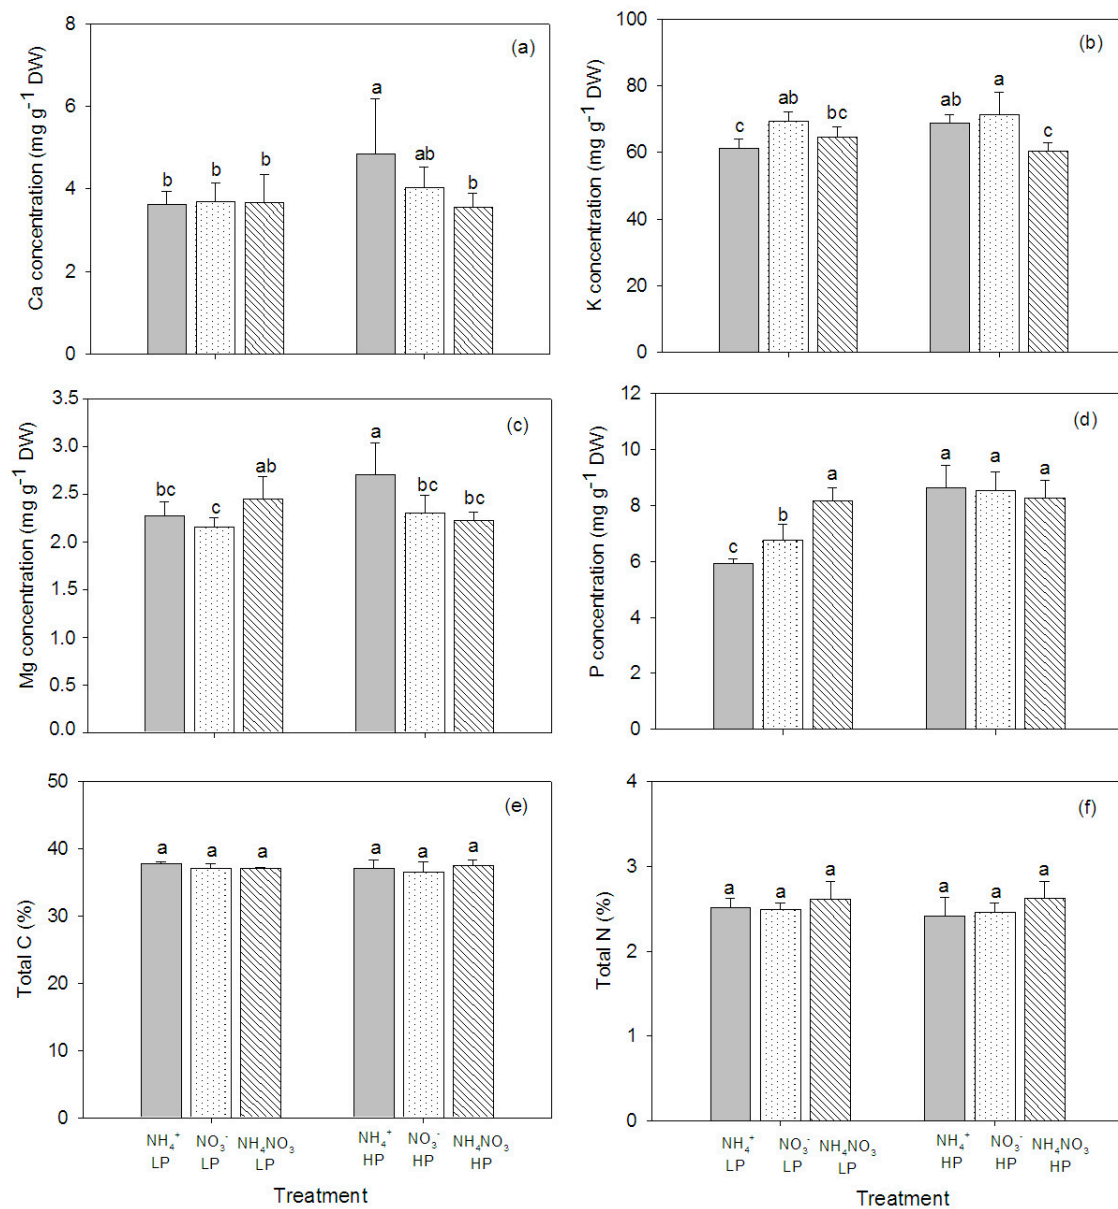 (a)
Ca concentration (mg g⁻¹ DW)
8
6
4
2
0
b
b
b
a
ab
b
(b)
K concentration (mg g⁻¹ DW)
100
80
60
40
20
0
c
ab
bc
ab
a
c
(c)
Mg concentration (mg g⁻¹ DW)
3.5
3.0
2.5
2.0
1.5
1.0
0.5
0.0
bc
c
ab
a
bc
bc
(d)
P concentration (mg g⁻¹ DW)
12
10
8
6
4
2
0
c
b
a
a
a
a
(e)
Total C (%)
50
40
30
20
10
0
a
a
a
a
a
a
NH₄⁺ NO₃⁻ NH₄NO₃ NH₄⁺ NO₃⁻ NH₄NO₃
LP LP LP HP HP HP
Treatment
(f)
Total N (%)
4
3
2
1
0
a
a
a
a
a
a
NH₄⁺ NO₃⁻ NH₄NO₃ NH₄⁺ NO₃⁻ NH₄NO₃
LP LP LP HP HP HP
Treatment